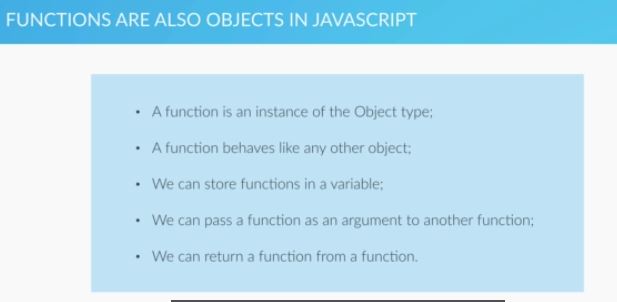 FUNCTIONS ARE ALSO OBJECTS IN JAVASCRIPT
• A function is an instance of the Object type;
• A function behaves like any other object;
• We can store functions in a variable;
• We can pass a function as an argument to another function;
• We can return a function from a function.